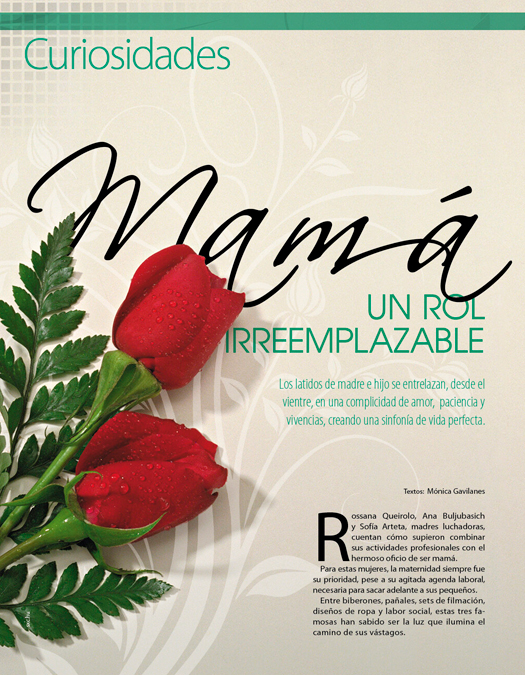 Curiosidades
Mamá
UN ROL
IRREEMPLAZABLE
Los latidos de madre e hijo se entrelazan, desde el
vientre, en una complicidad de amor, paciencia y
vivencias, creando una sinfonía de vida perfecta.
Textos: Mónica Gavilanes
Rossana Queirolo, Ana Buljubasich
y Sofía Arteta, madres luchadoras,
cuentan cómo supieron combinar
sus actividades profesionales con el
hermoso oficio de ser mamá.
Para estas mujeres, la maternidad siempre fue
su prioridad, pese a su agitada agenda laboral,
necesaria para sacar adelante a sus pequeños.
Entre biberones, pañales, sets de filmación,
diseños de ropa y labor social, estas tres fa-
mosas han sabido ser la luz que ilumina el
camino de sus vástagos.